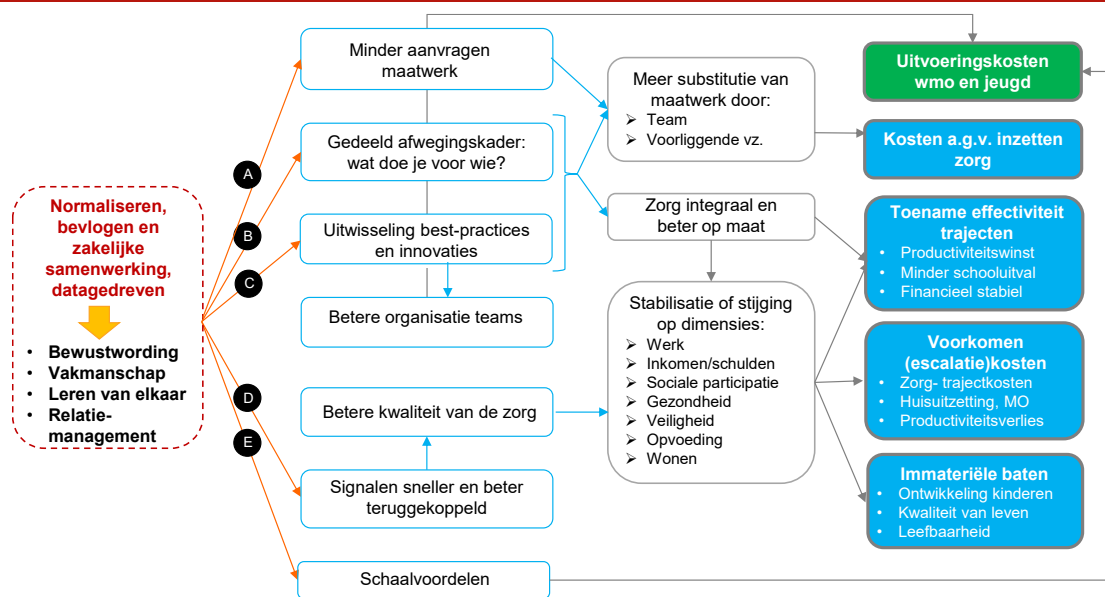 Normaliseren,
bevlogen en
zakelijke
samenwerking,
datagedreven
• Bewustwording
• Vakmanschap
• Leren van elkaar
• Relatie-
management
A
B
C
D
E
Minder aanvragen
maatwerk
Gedeeld afwegingskader:
wat doe je voor wie?
Uitwisseling best-practices
en innovaties
Betere organisatie teams
Betere kwaliteit van de zorg
Signalen sneller en beter
teruggekoppeld
Schaalvoordelen
Meer substitutie van
maatwerk door:
➢ Team
➢ Voorliggende vz.
Zorg integraal en
beter op maat
Stabilisatie of stijging
op dimensies:
➢ Werk
➢ Inkomen/schulden
➢ Sociale participatie
➢ Gezondheid
➢ Veiligheid
➢ Opvoeding
➢ Wonen
Uitvoeringskosten
wmo en jeugd
Kosten a.g.v. inzetten
zorg
Toename effectiviteit
trajecten
• Productiviteitswinst
• Minder schooluitval
• Financieel stabiel
Voorkomen
(escalatie)kosten
• Zorg- trajectkosten
• Huisuitzetting, MO
• Productiviteitsverlies
Immateriële baten
• Ontwikkeling kinderen
• Kwaliteit van leven
• Leefbaarheid